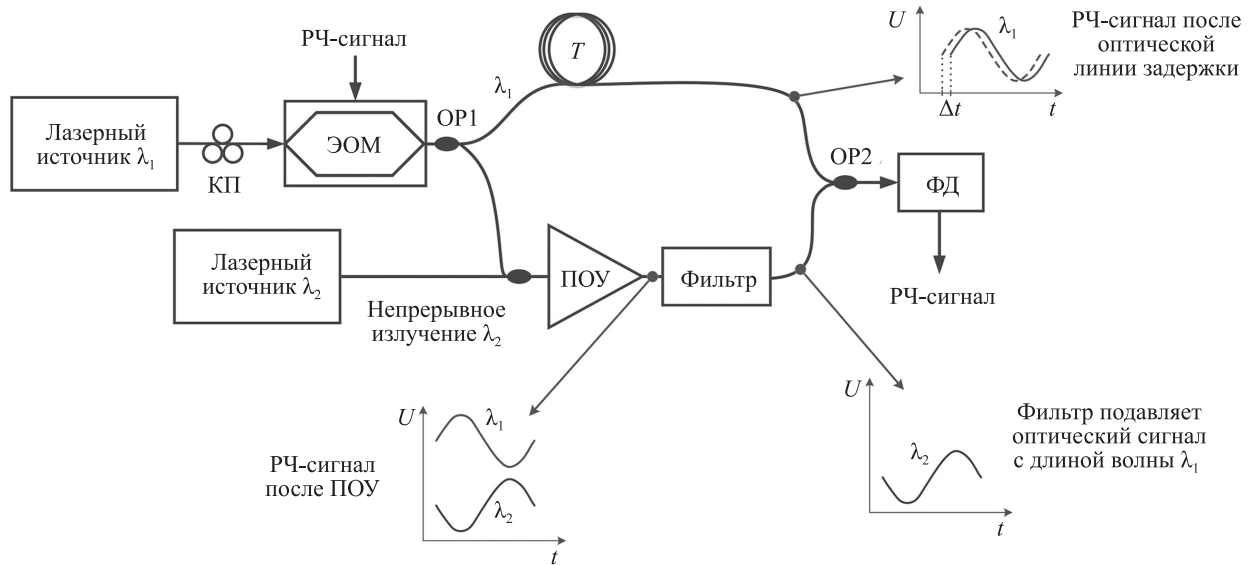 РЧ-сигнал
T
U
λ₁
Δt
t
РЧ-сигнал после
оптической
линии задержки
Лазерный
источник λ₁
КП
ЭОМ
ОР1
λ₁
ОР2
ФД
РЧ-сигнал
Лазерный
источник λ₂
Непрерывное
излучение λ₂
ПОУ
Фильтр
РЧ-сигнал
после ПОУ
U
λ₁
λ₂
t
U
λ₂
t
Фильтр подавляет
оптический сигнал
с длиной волны λ₁